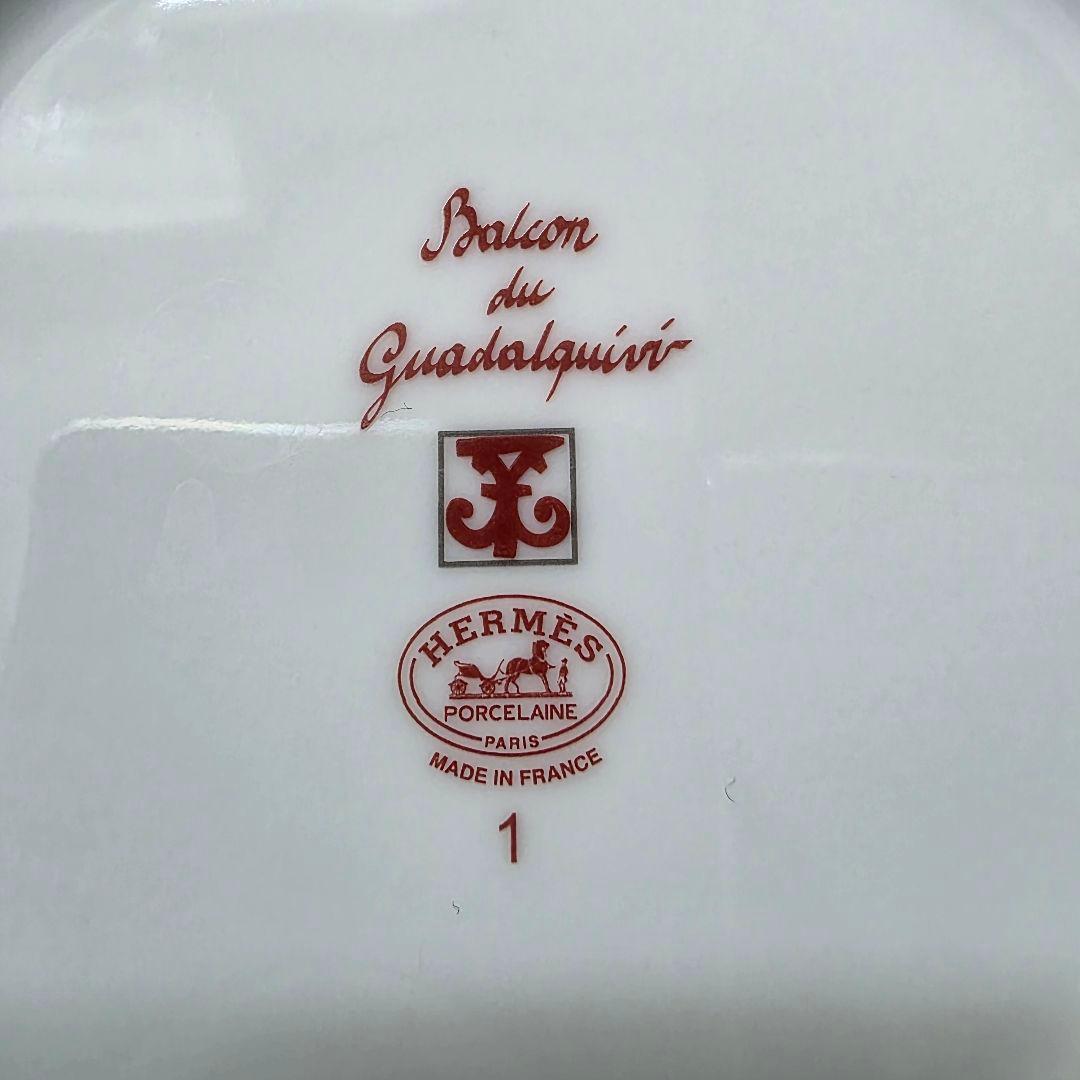 Balcon
du
Guadalquivir
HERMÈS
PORCELAINE
PARIS
MADE IN FRANCE
1